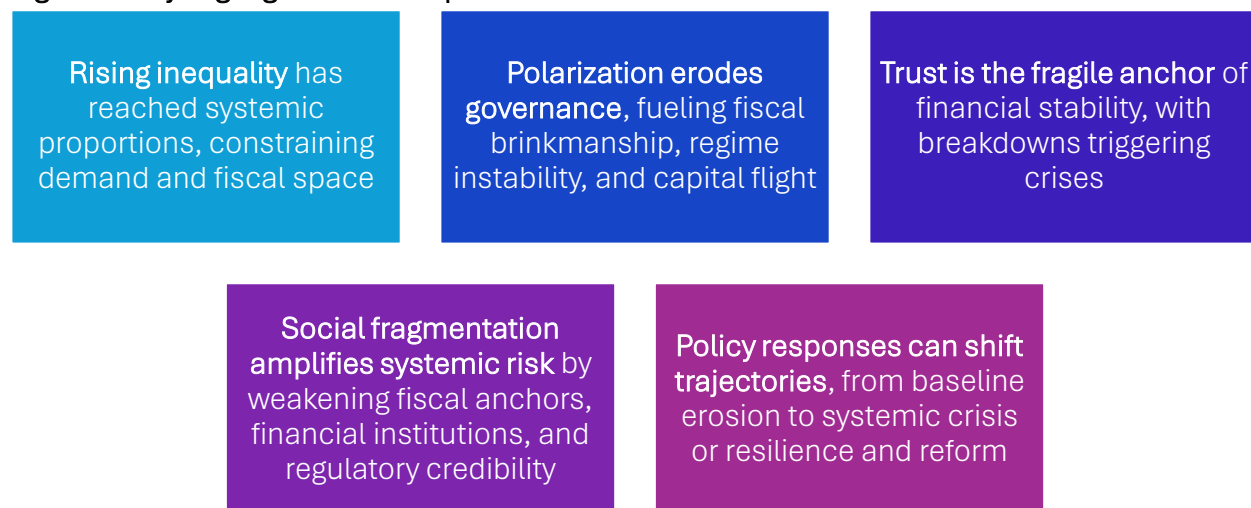 Rising inequality has
reached systemic
proportions, constraining
demand and fiscal space
Polarization erodes
governance, fueling fiscal
brinkmanship, regime
instability, and capital flight
Trust is the fragile anchor of
financial stability, with
breakdowns triggering
crises
Social fragmentation
amplifies systemic risk by
weakening fiscal anchors,
financial institutions, and
regulatory credibility
Policy responses can shift
trajectories, from baseline
erosion to systemic crisis
or resilience and reform